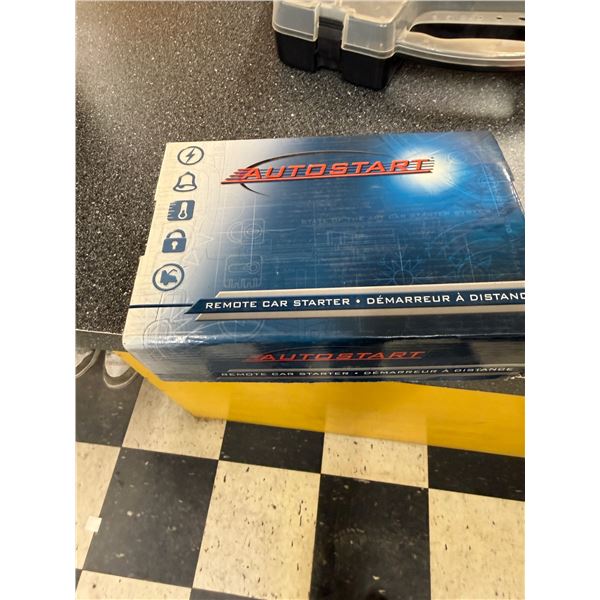 AUTOSTART
REMOTE CAR STARTER • DÉMARREUR À DISTANC
AUTOSTART
REMOTE CAR STARTER • DÉMARREUR À DISTANCE